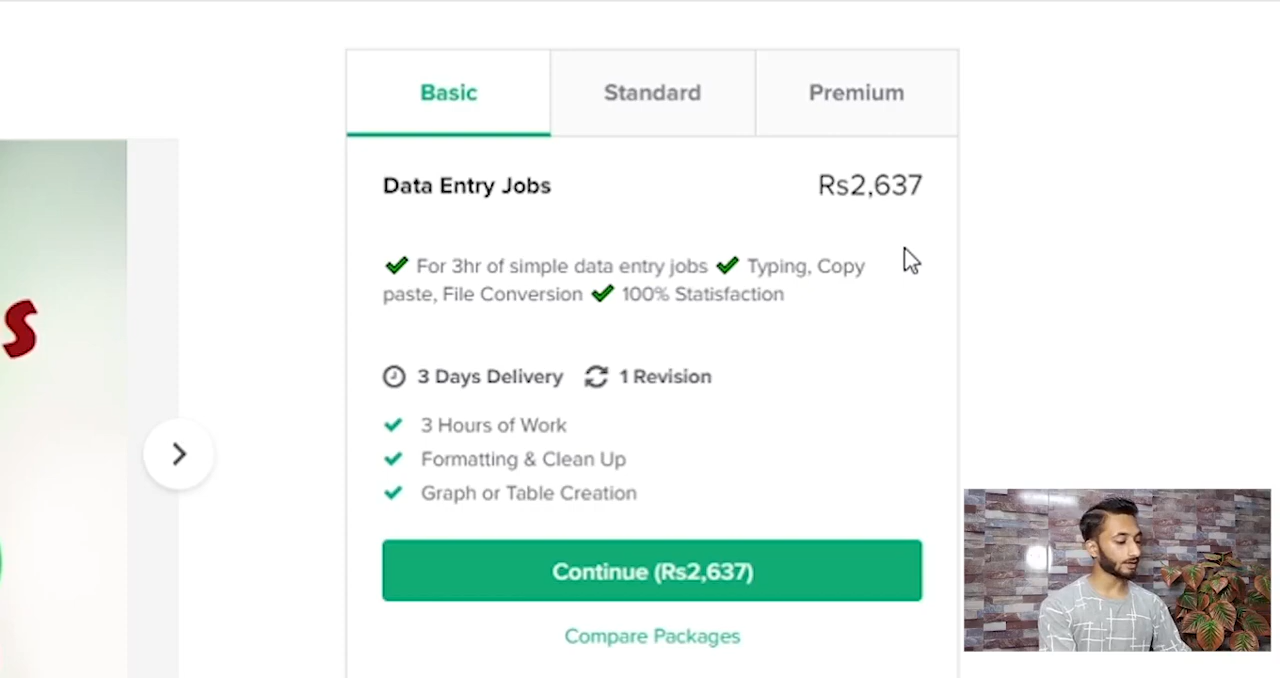 Basic
Standard
Premium
Data Entry Jobs
Rs2,637
✔ For 3hr of simple data entry jobs ✔ Typing, Copy
paste, File Conversion ✔ 100% Statisfaction
3 Days Delivery
1 Revision
✓ 3 Hours of Work
✓ Formatting & Clean Up
✓ Graph or Table Creation
Continue (Rs2,637)
Compare Packages
S